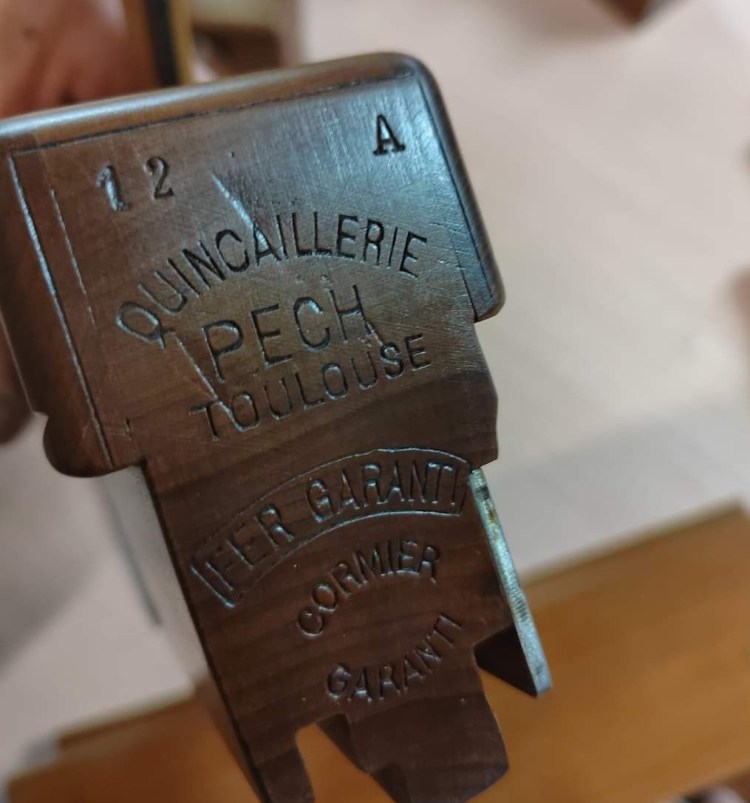 12 A
QUINCAILLERIE
PECH
TOULOUSE
FER GARANTI
CORMIER
GARANTI